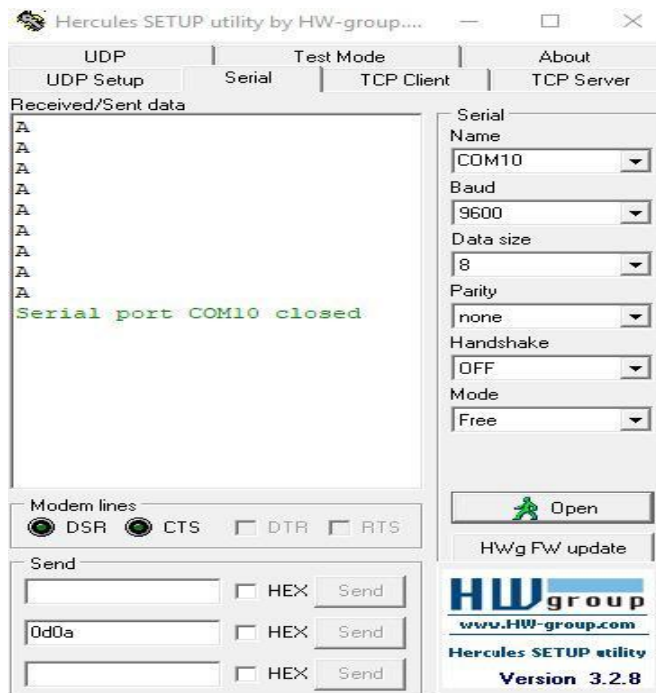 Hercules SETUP utility by HW-group....
UDP Test Mode About
UDP Setup Serial TCP Client TCP Server
Received/Sent data
A
A
A
A
A
A
A
A
A
Serial port COM10 closed
Serial
Name
COM10
Baud
9600
Data size
8
Parity
none
Handshake
OFF
Mode
Free
Open
HWg FW update
Modem lines
DSR CTS DTR RTS
Send
HEX Send
0d0a HEX Send
HEX Send
HWgroup
www.HW-group.com
Hercules SETUP utility
Version 3.2.8